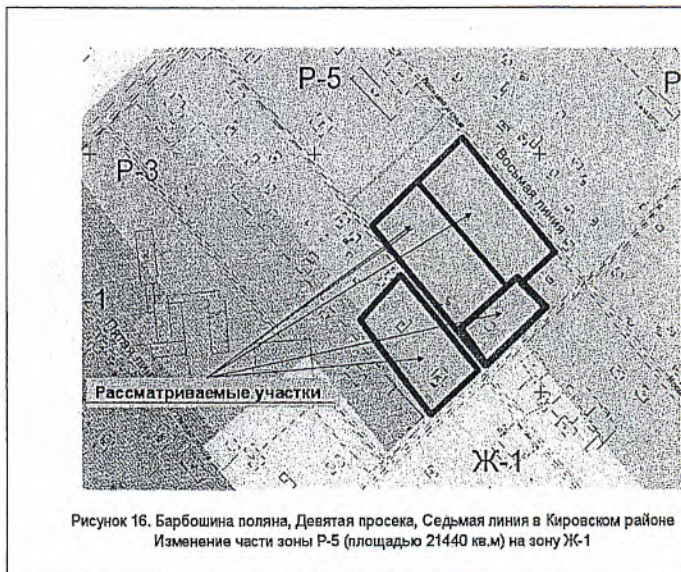 Р-5
Р
Р-3
Восьмая линия
-1
Рассматриваемые участки
Ж-1
Рисунок 16. Барбошина поляна, Девятая просека, Седьмая линия в Кировском районе
Изменение части зоны Р-5 (площадью 21440 кв.м) на зону Ж-1